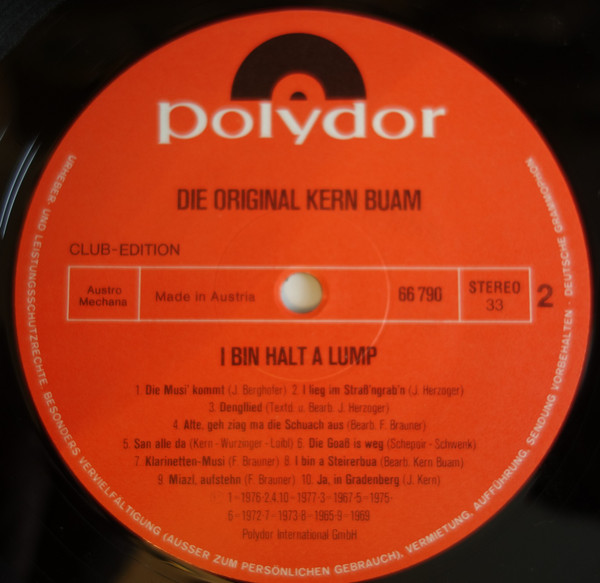 polydor
DIE ORIGINAL KERN BUAM
CLUB-EDITION
Austro
Mechana
Made in Austria
66 790
STEREO
33
2
I BIN HALT A LUMP
1. Die Musi' kommt (J. Berghofer) 2. I lieg im Straß'ngrab'n (J. Herzoger)
3. Dengllied (Textd. u. Bearb. J. Herzoger)
4. Alte, geh ziag ma die Schuach aus (Bearb. F. Brauner)
5. San alle da (Kern - Wurzinger - Loibl) 6. Die Goaß is weg (Schepsir - Schwenk)
7. Klarinetten-Musi (F. Brauner) 8. I bin a Steirerbua (Bearb. Kern Buam)
9. Miazl, aufstehn (F. Brauner) 10. Ja, in Gradenberg (J. Kern)
1-1976-2.4.10-1977-3-1967-5-1975-
6-1972-7-1973-8-1965-9-1969
Polydor International GmbH
URHEBER- UND LEISTUNGSSCHUTZRECHTE. BESONDERS VERVIELFÄLTIGUNG (AUSSER ZUM PERSÖNLICHEN GEBRAUCH), VERMIETUNG, AUFFÜHRUNG, SENDUNG VORBEHALTEN · DEUTSCHE GRAMMOPHON